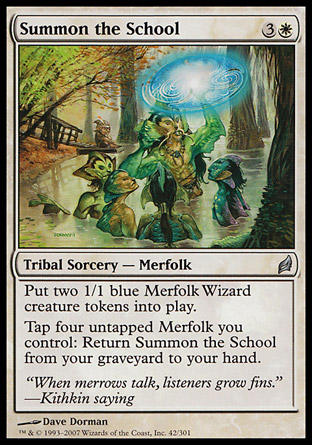 Summon the School 3
DORMAN
Tribal Sorcery — Merfolk
Put two 1/1 blue Merfolk Wizard
creature tokens into play.
Tap four untapped Merfolk you
control: Return Summon the School
from your graveyard to your hand.
"When merrows talk, listeners grow fins."
—Kithkin saying
Dave Dorman
™ & © 1993–2007 Wizards of the Coast, Inc. 42/301